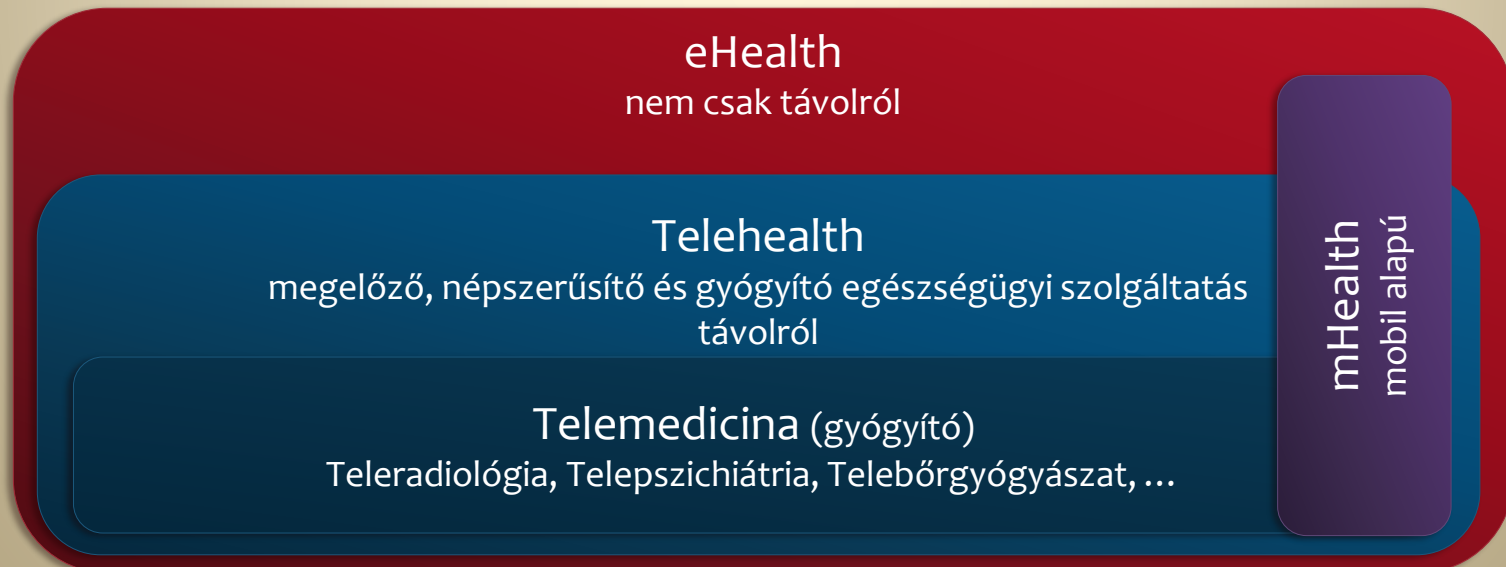 eHealth
nem csak távolról
Telehealth
megelőző, népszerűsítő és gyógyító egészségügyi szolgáltatás
távolról
Telemedicina (gyógyító)
Teleradiológia, Telepszichiátria, Telebőrgyógyászat, ...
mHealth
mobil alapú